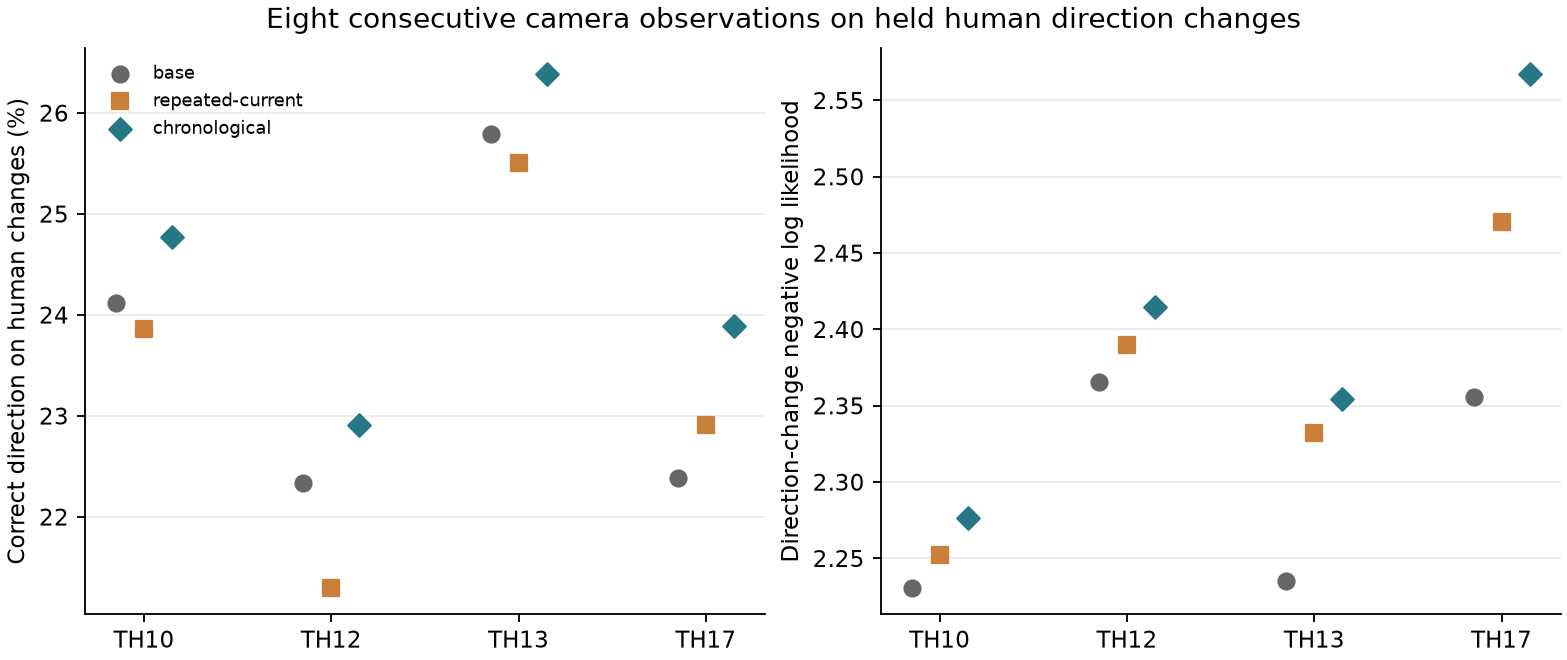 Eight consecutive camera observations on held human direction changes
Correct direction on human changes (%)
26
25
24
23
22
base
repeated-current
chronological
TH10
TH12
TH13
TH17
Direction-change negative log likelihood
2.55
2.50
2.45
2.40
2.35
2.30
2.25
TH10
TH12
TH13
TH17